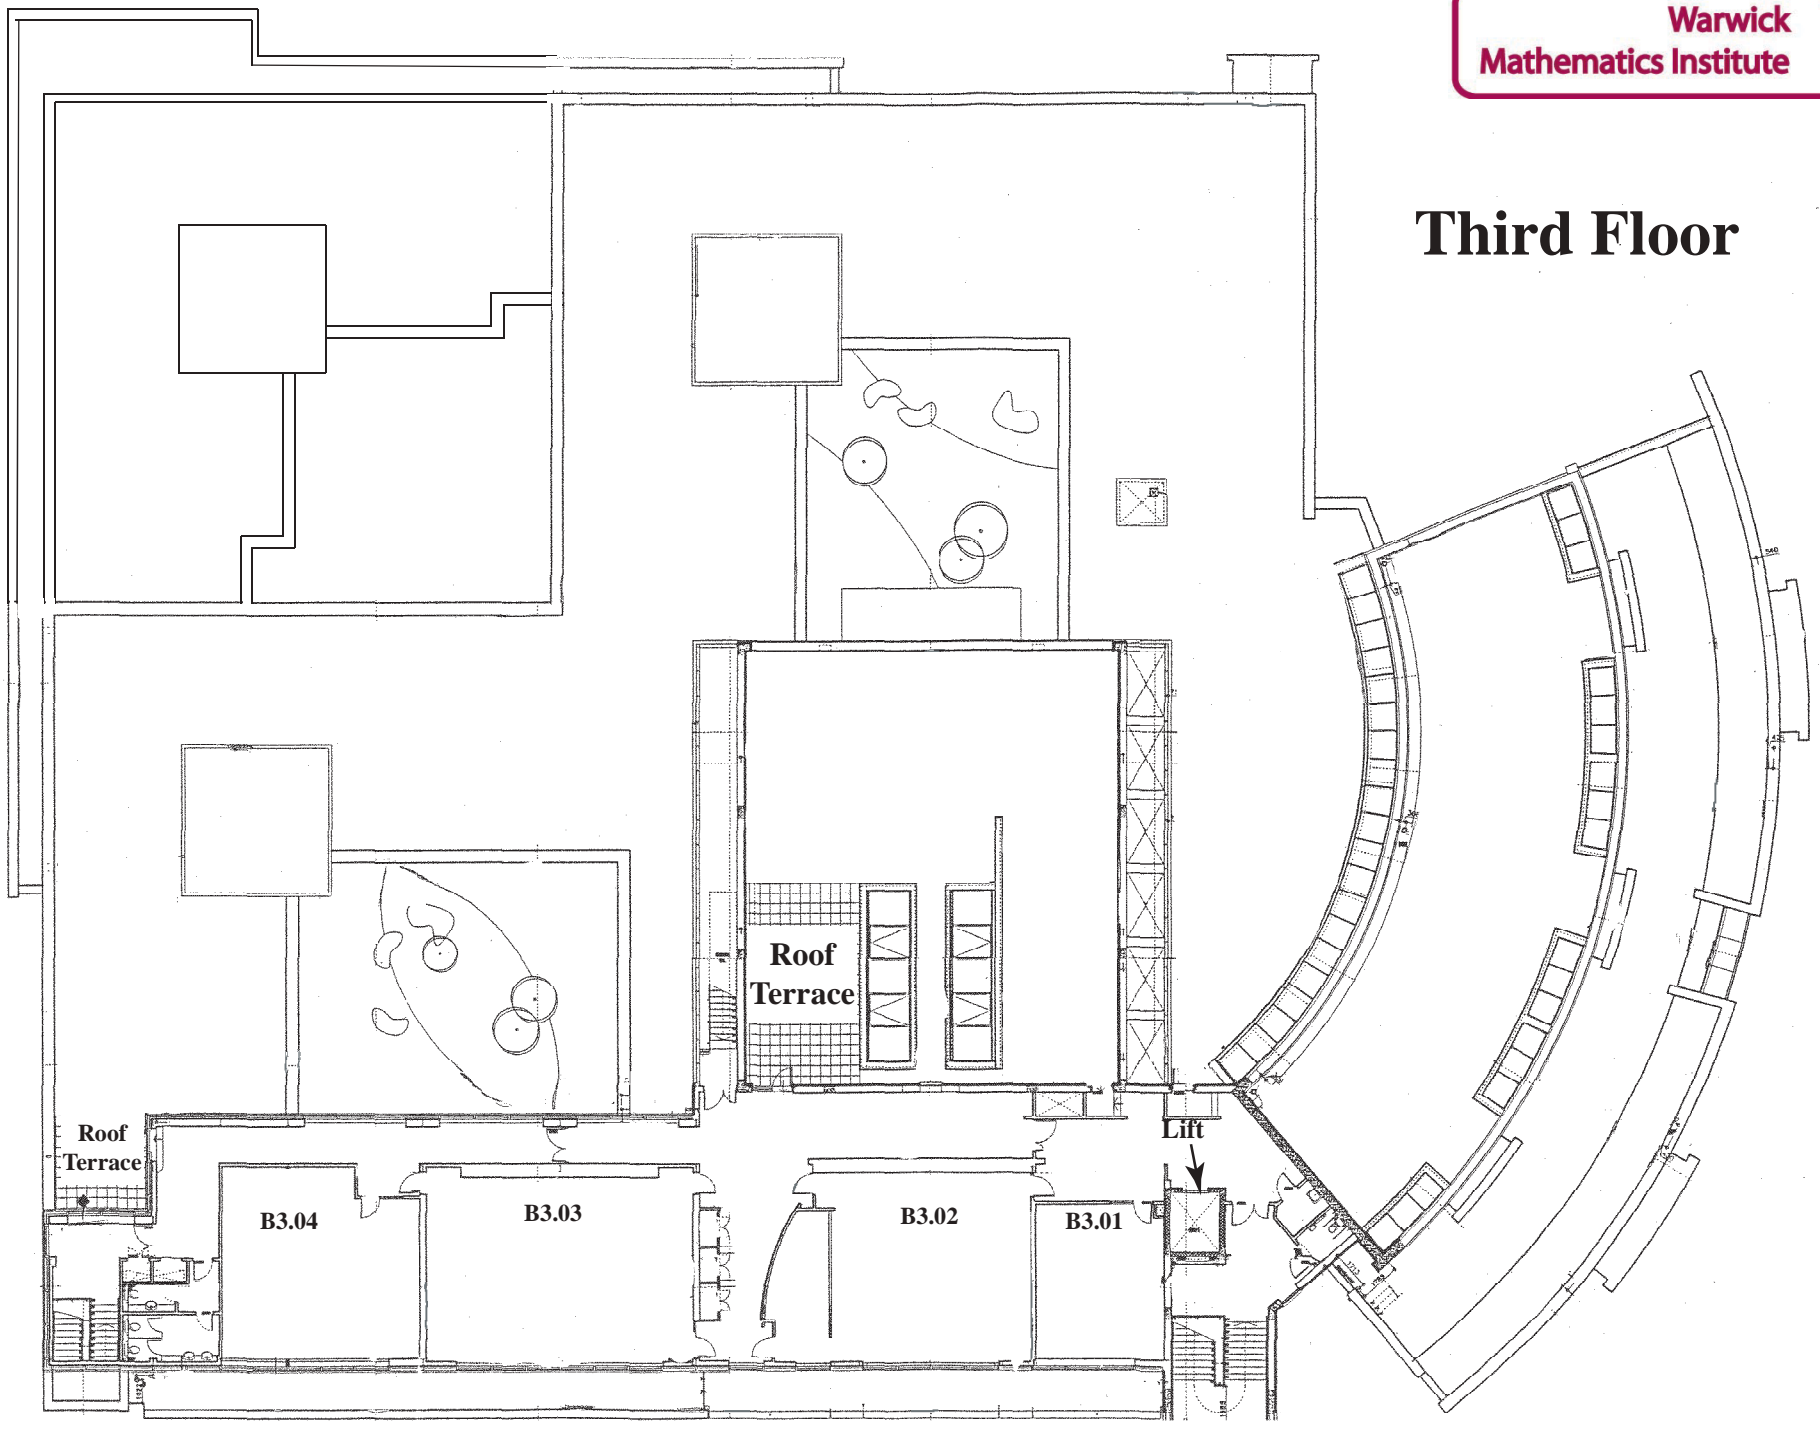 Warwick
Mathematics Institute
Third Floor
Roof
Terrace
Roof
Terrace
Lift
B3.04
B3.03
B3.02
B3.01